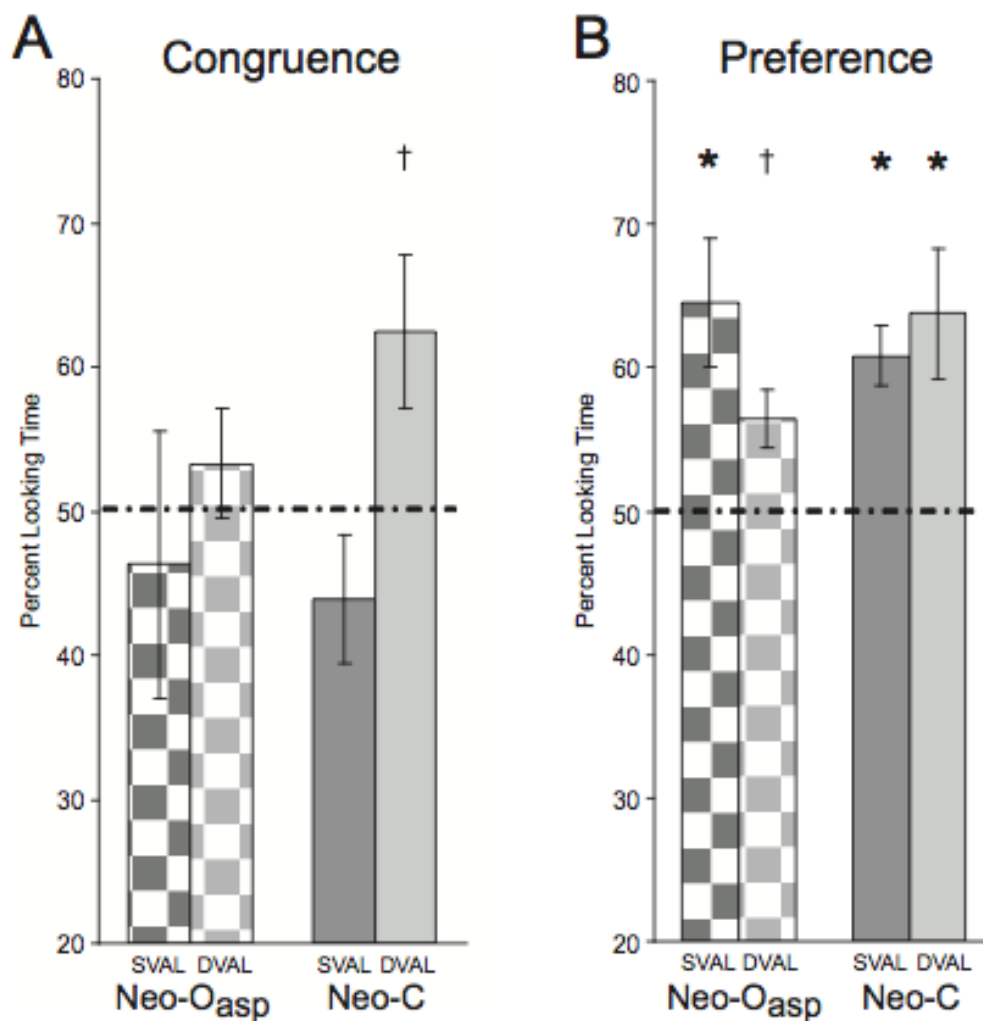 A
Congruence
80
70
60
50
40
30
20
Percent Looking Time
†
SVAL DVAL SVAL DVAL
Neo-Oasp Neo-C
B
Preference
80
70
60
50
40
30
20
Percent Looking Time
* † * *
SVAL DVAL SVAL DVAL
Neo-Oasp Neo-C